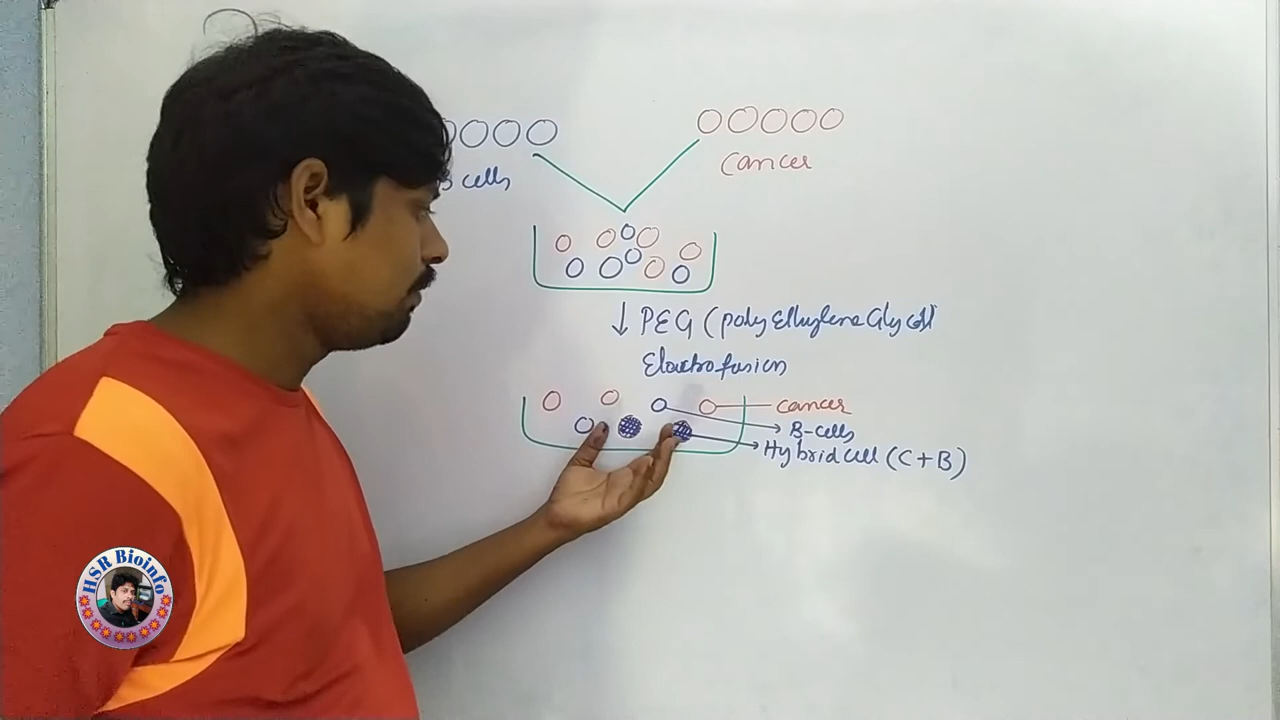 B cells
Cancer
↓ PEG (poly Ethylene Glycol)
Electrofusion
cancer
B-cells
Hybrid cell (C+B)
HSR Bioinfo